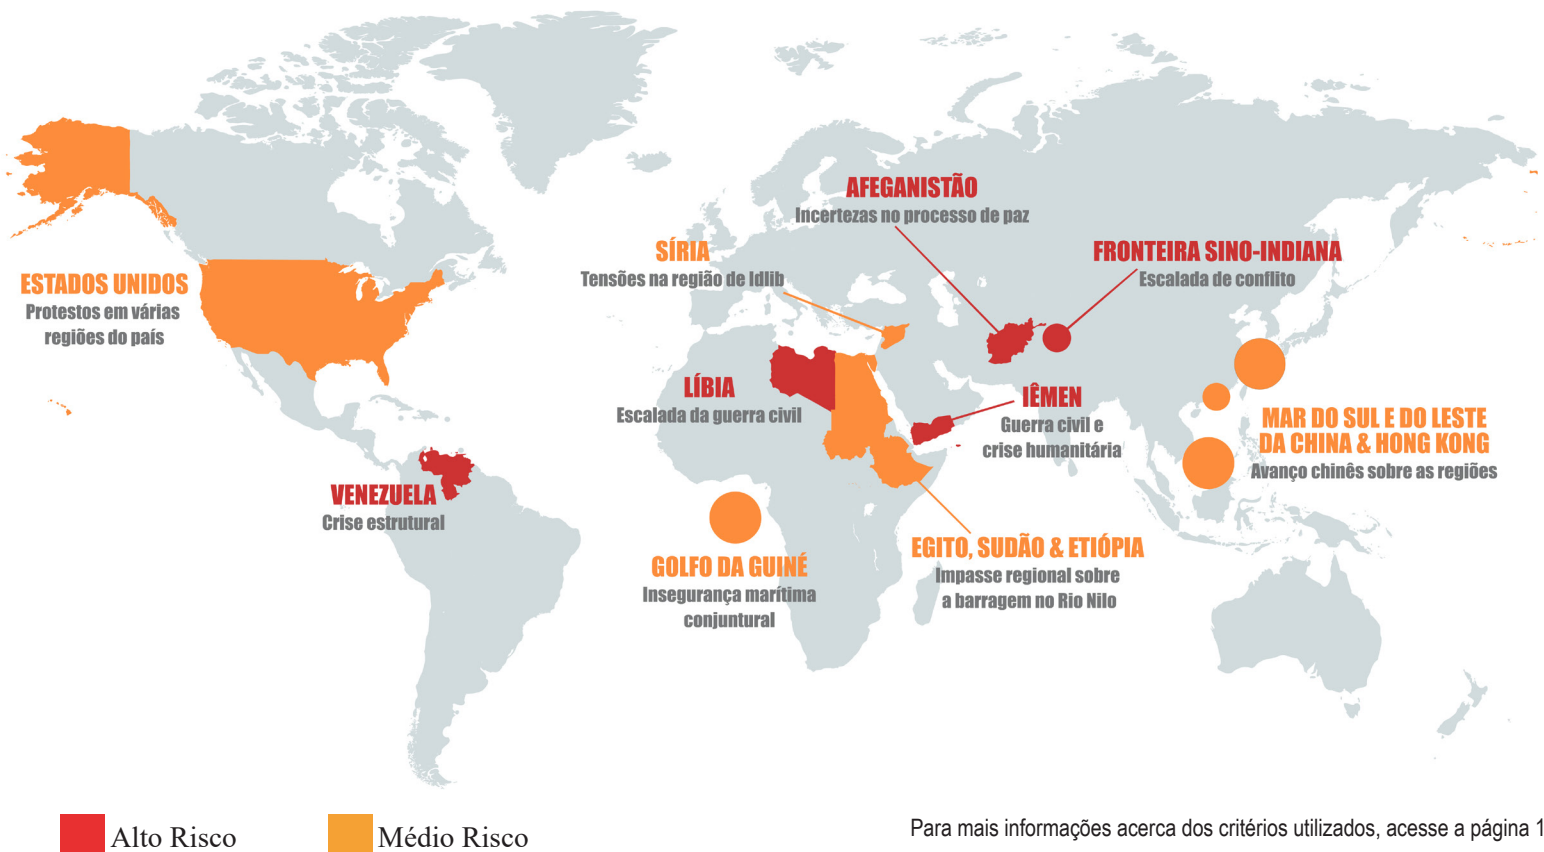 AFEGANISTÃO
Incertezas no processo de paz
SÍRIA
Tensões na região de Idlib
FRONTEIRA SINO-INDIANA
Escalada de conflito
ESTADOS UNIDOS
Protestos em várias
regiões do país
LÍBIA
Escalada da guerra civil
IÊMEN
Guerra civil e
crise humanitária
MAR DO SUL E DO LESTE
DA CHINA & HONG KONG
Avanço chinês sobre as regiões
VENEZUELA
Crise estrutural
GOLFO DA GUINÉ
Insegurança marítima
conjuntural
EGITO, SUDÃO & ETIÓPIA
Impasse regional sobre
a barragem no Rio Nilo
Alto Risco
Médio Risco
Para mais informações acerca dos critérios utilizados, acesse a página 1